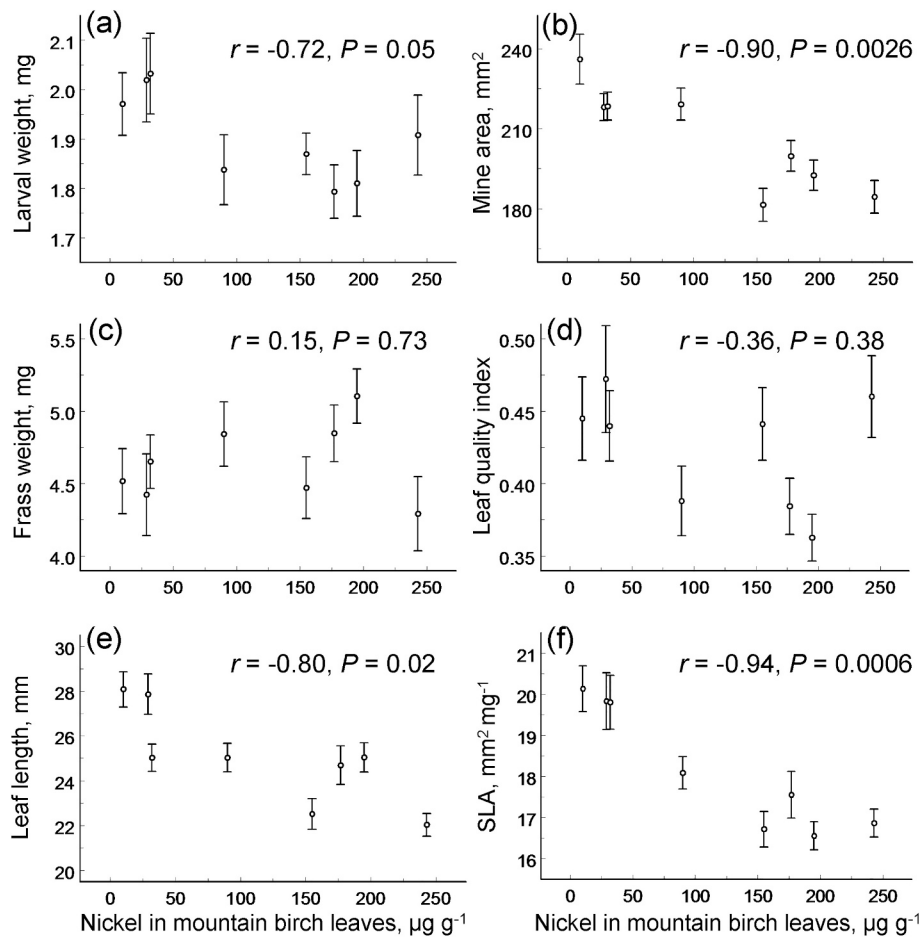 (a)
r = -0.72, P = 0.05
Larval weight, mg
2.1
2.0
1.9
1.8
1.7
0 50 100 150 200 250
(b)
r = -0.90, P = 0.0026
Mine area, mm²
240
210
180
0 50 100 150 200 250
(c)
r = 0.15, P = 0.73
Frass weight, mg
5.5
5.0
4.5
4.0
0 50 100 150 200 250
(d)
r = -0.36, P = 0.38
Leaf quality index
0.50
0.45
0.40
0.35
0 50 100 150 200 250
(e)
r = -0.80, P = 0.02
Leaf length, mm
30
28
26
24
22
20
0 50 100 150 200 250
Nickel in mountain birch leaves, µg g⁻¹
(f)
r = -0.94, P = 0.0006
SLA, mm² mg⁻¹
21
20
19
18
17
16
0 50 100 150 200 250
Nickel in mountain birch leaves, µg g⁻¹